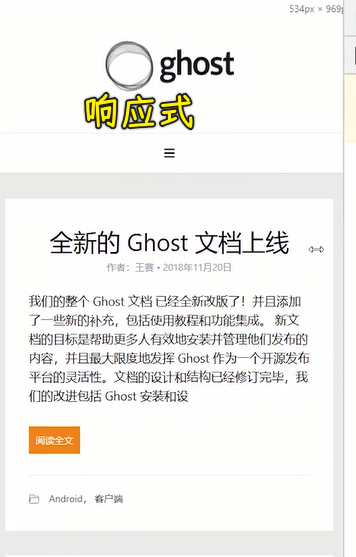 534px × 969p
ghost
响应式
全新的 Ghost 文档上线
作者：王赛 • 2018年11月20日
我们的整个 Ghost 文档 已经全新改版了！并且添加
了一些新的补充，包括使用教程和功能集成。 新文
档的目标是帮助更多人有效地安装并管理他们发布的
内容，并且最大限度地发挥 Ghost 作为一个开源发布
平台的灵活性。文档的设计和结构已经修订完毕，我
们的改进包括 Ghost 安装和设
阅读全文
Android， 客户端